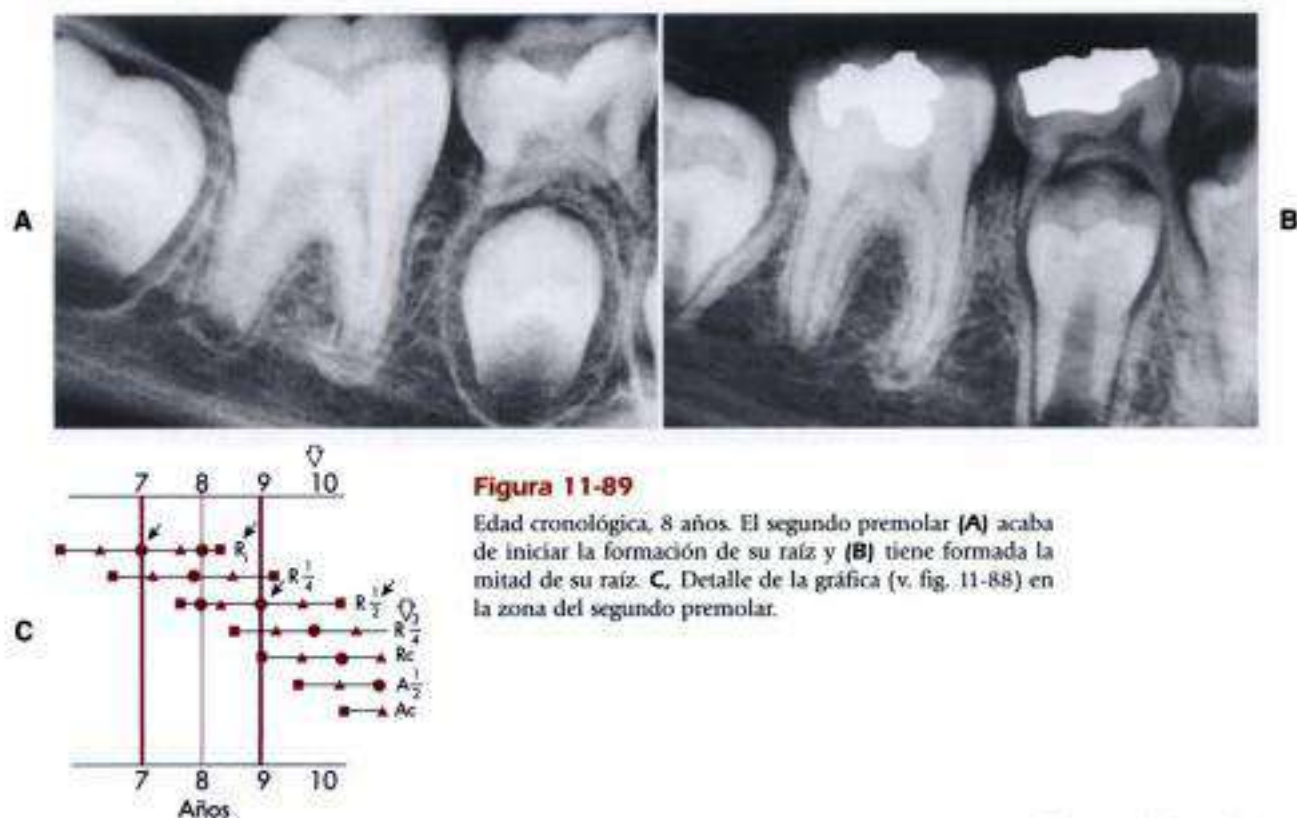 A
B
7 8 9 10
R
R 1/4
R 1/2
R 3/4
Rc
A 1/2
Ac
C
7 8 9 10
Años
Figura 11-89
Edad cronológica, 8 años. El segundo premolar (A) acaba
de iniciar la formación de su raíz y (B) tiene formada la
mitad de su raíz. C, Detalle de la gráfica (v. fig. 11-88) en
la zona del segundo premolar.